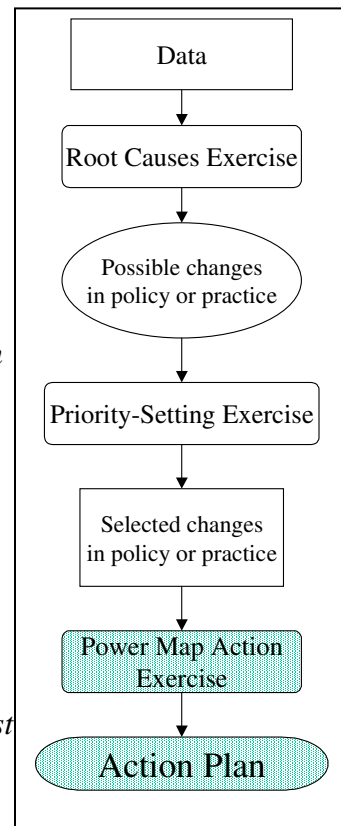 Data
Root Causes Exercise
Possible changes
in policy or practice
Priority-Setting Exercise
Selected changes
in policy or practice
Power Map Action
Exercise
st
Action Plan